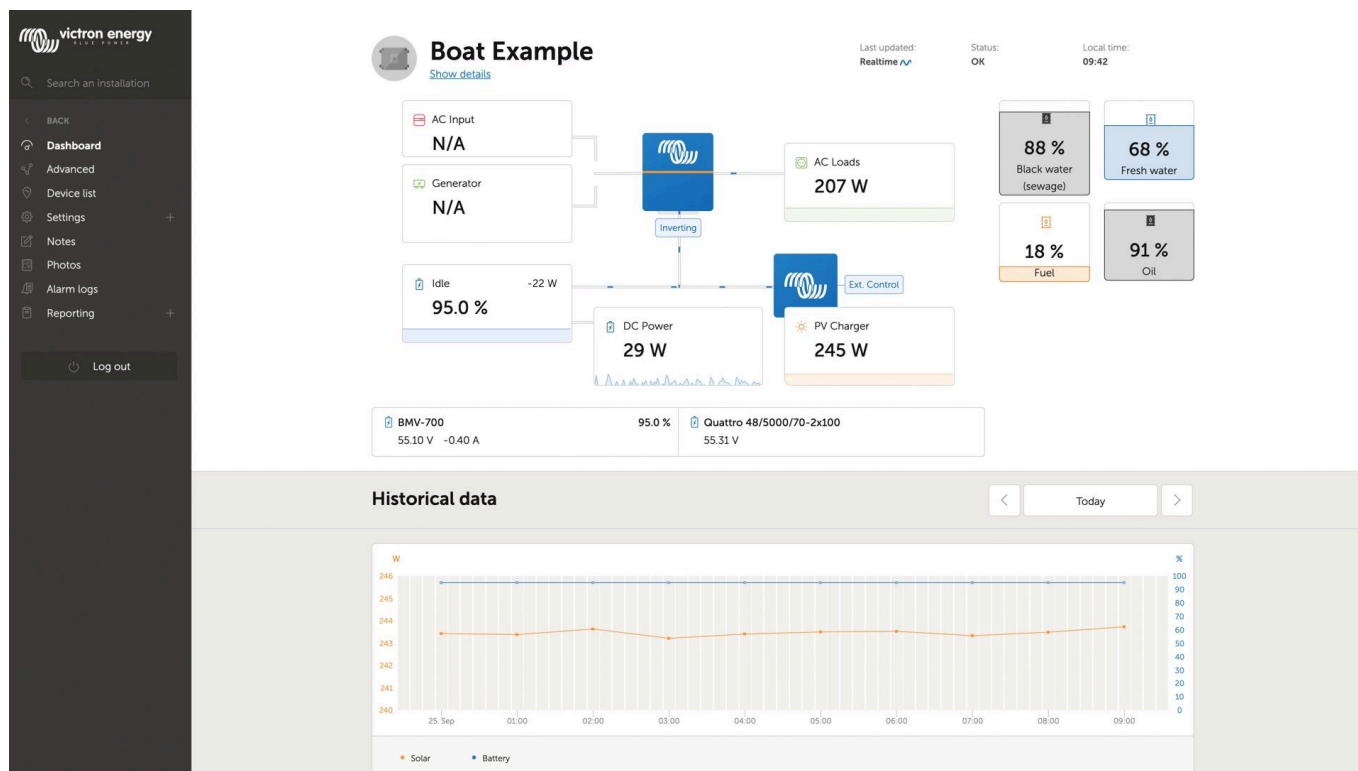 victron energy
BLUE POWER
Search an installation
BACK
Dashboard
Advanced
Device list
Settings
Notes
Photos
Alarm logs
Reporting
Log out
Boat Example
Show details
Last updated:
Realtime
Status:
OK
Local time:
09:42
AC Input
N/A
Generator
N/A
Inverting
AC Loads
207 W
Idle -22 W
95.0 %
DC Power
29 W
Ext. Control
PV Charger
245 W
88 %
Black water
(sewage)
68 %
Fresh water
18 %
Fuel
91 %
Oil
BMV-700 95.0 %
55.10 V -0.40 A
Quattro 48/5000/70-2x100
55.31 V
Historical data
Today
W %
246 100
90
245
80
244 70
60
243 50
40
242
30
241 20
10
240 0
25. Sep 01:00 02:00 03:00 04:00 05:00 06:00 07:00 08:00 09:00
Solar Battery